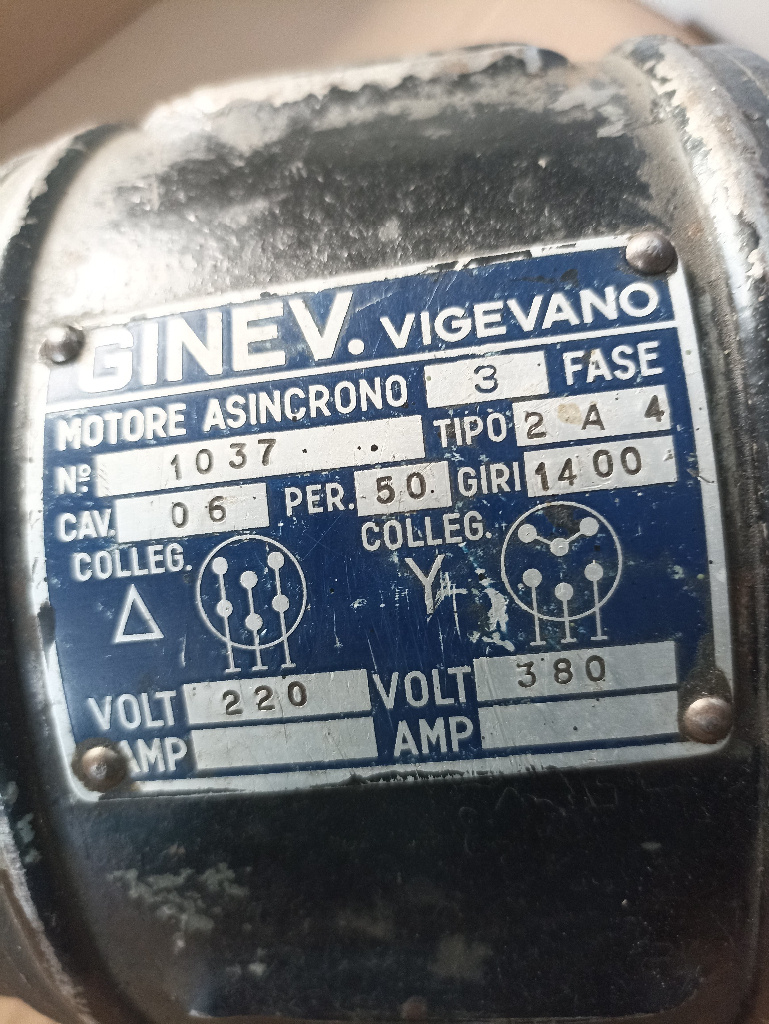 GINEV. VIGEVANO
MOTORE ASINCRONO 3 FASE
Nº 1037 TIPO 2 A 4
CAV. 06 PER. 50 GIRI 1400
COLLEG. Δ COLLEG. Y
VOLT 220 VOLT 380
AMP AMP